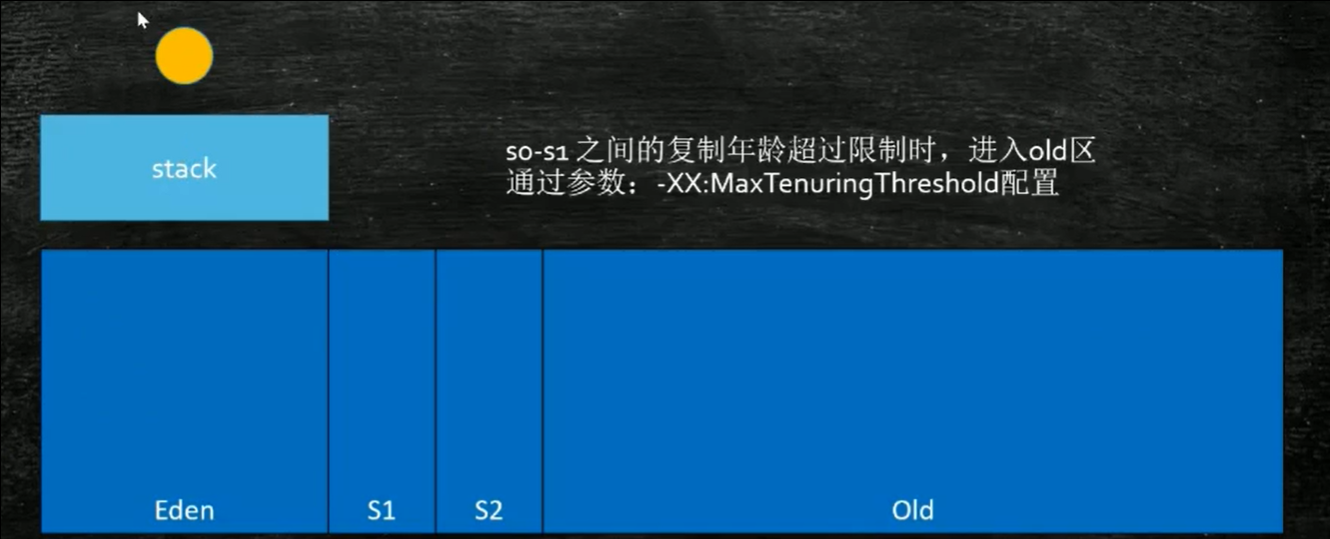 stack
s0-s1 之间的复制年龄超过限制时，进入old区
通过参数：-XX:MaxTenuringThreshold配置
Eden
S1
S2
Old